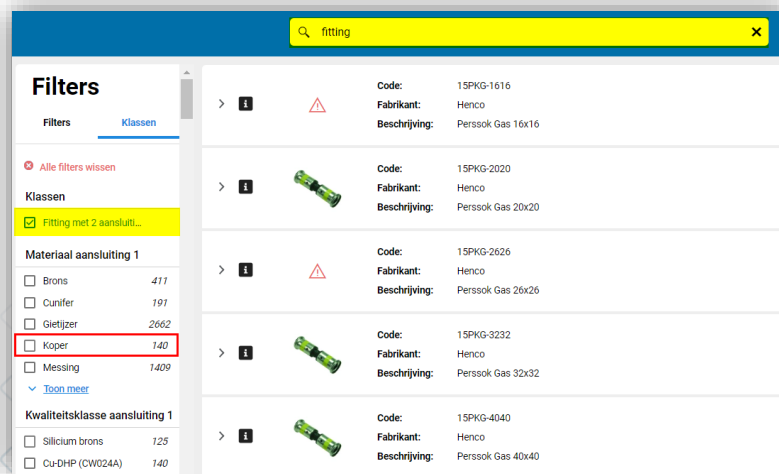 fitting
Filters
Filters Klassen
Alle filters wissen
Klassen
Fitting met 2 aansluiti...
Materiaal aansluiting 1
Brons 411
Cunifer 191
Gietijzer 2662
Koper 140
Messing 1409
Toon meer
Kwaliteitsklasse aansluiting 1
Silicium brons 125
Cu-DHP (CW024A) 140
Code: 15PKG-1616
Fabrikant: Henco
Beschrijving: Perssok Gas 16x16
Code: 15PKG-2020
Fabrikant: Henco
Beschrijving: Perssok Gas 20x20
Code: 15PKG-2626
Fabrikant: Henco
Beschrijving: Perssok Gas 26x26
Code: 15PKG-3232
Fabrikant: Henco
Beschrijving: Perssok Gas 32x32
Code: 15PKG-4040
Fabrikant: Henco
Beschrijving: Perssok Gas 40x40